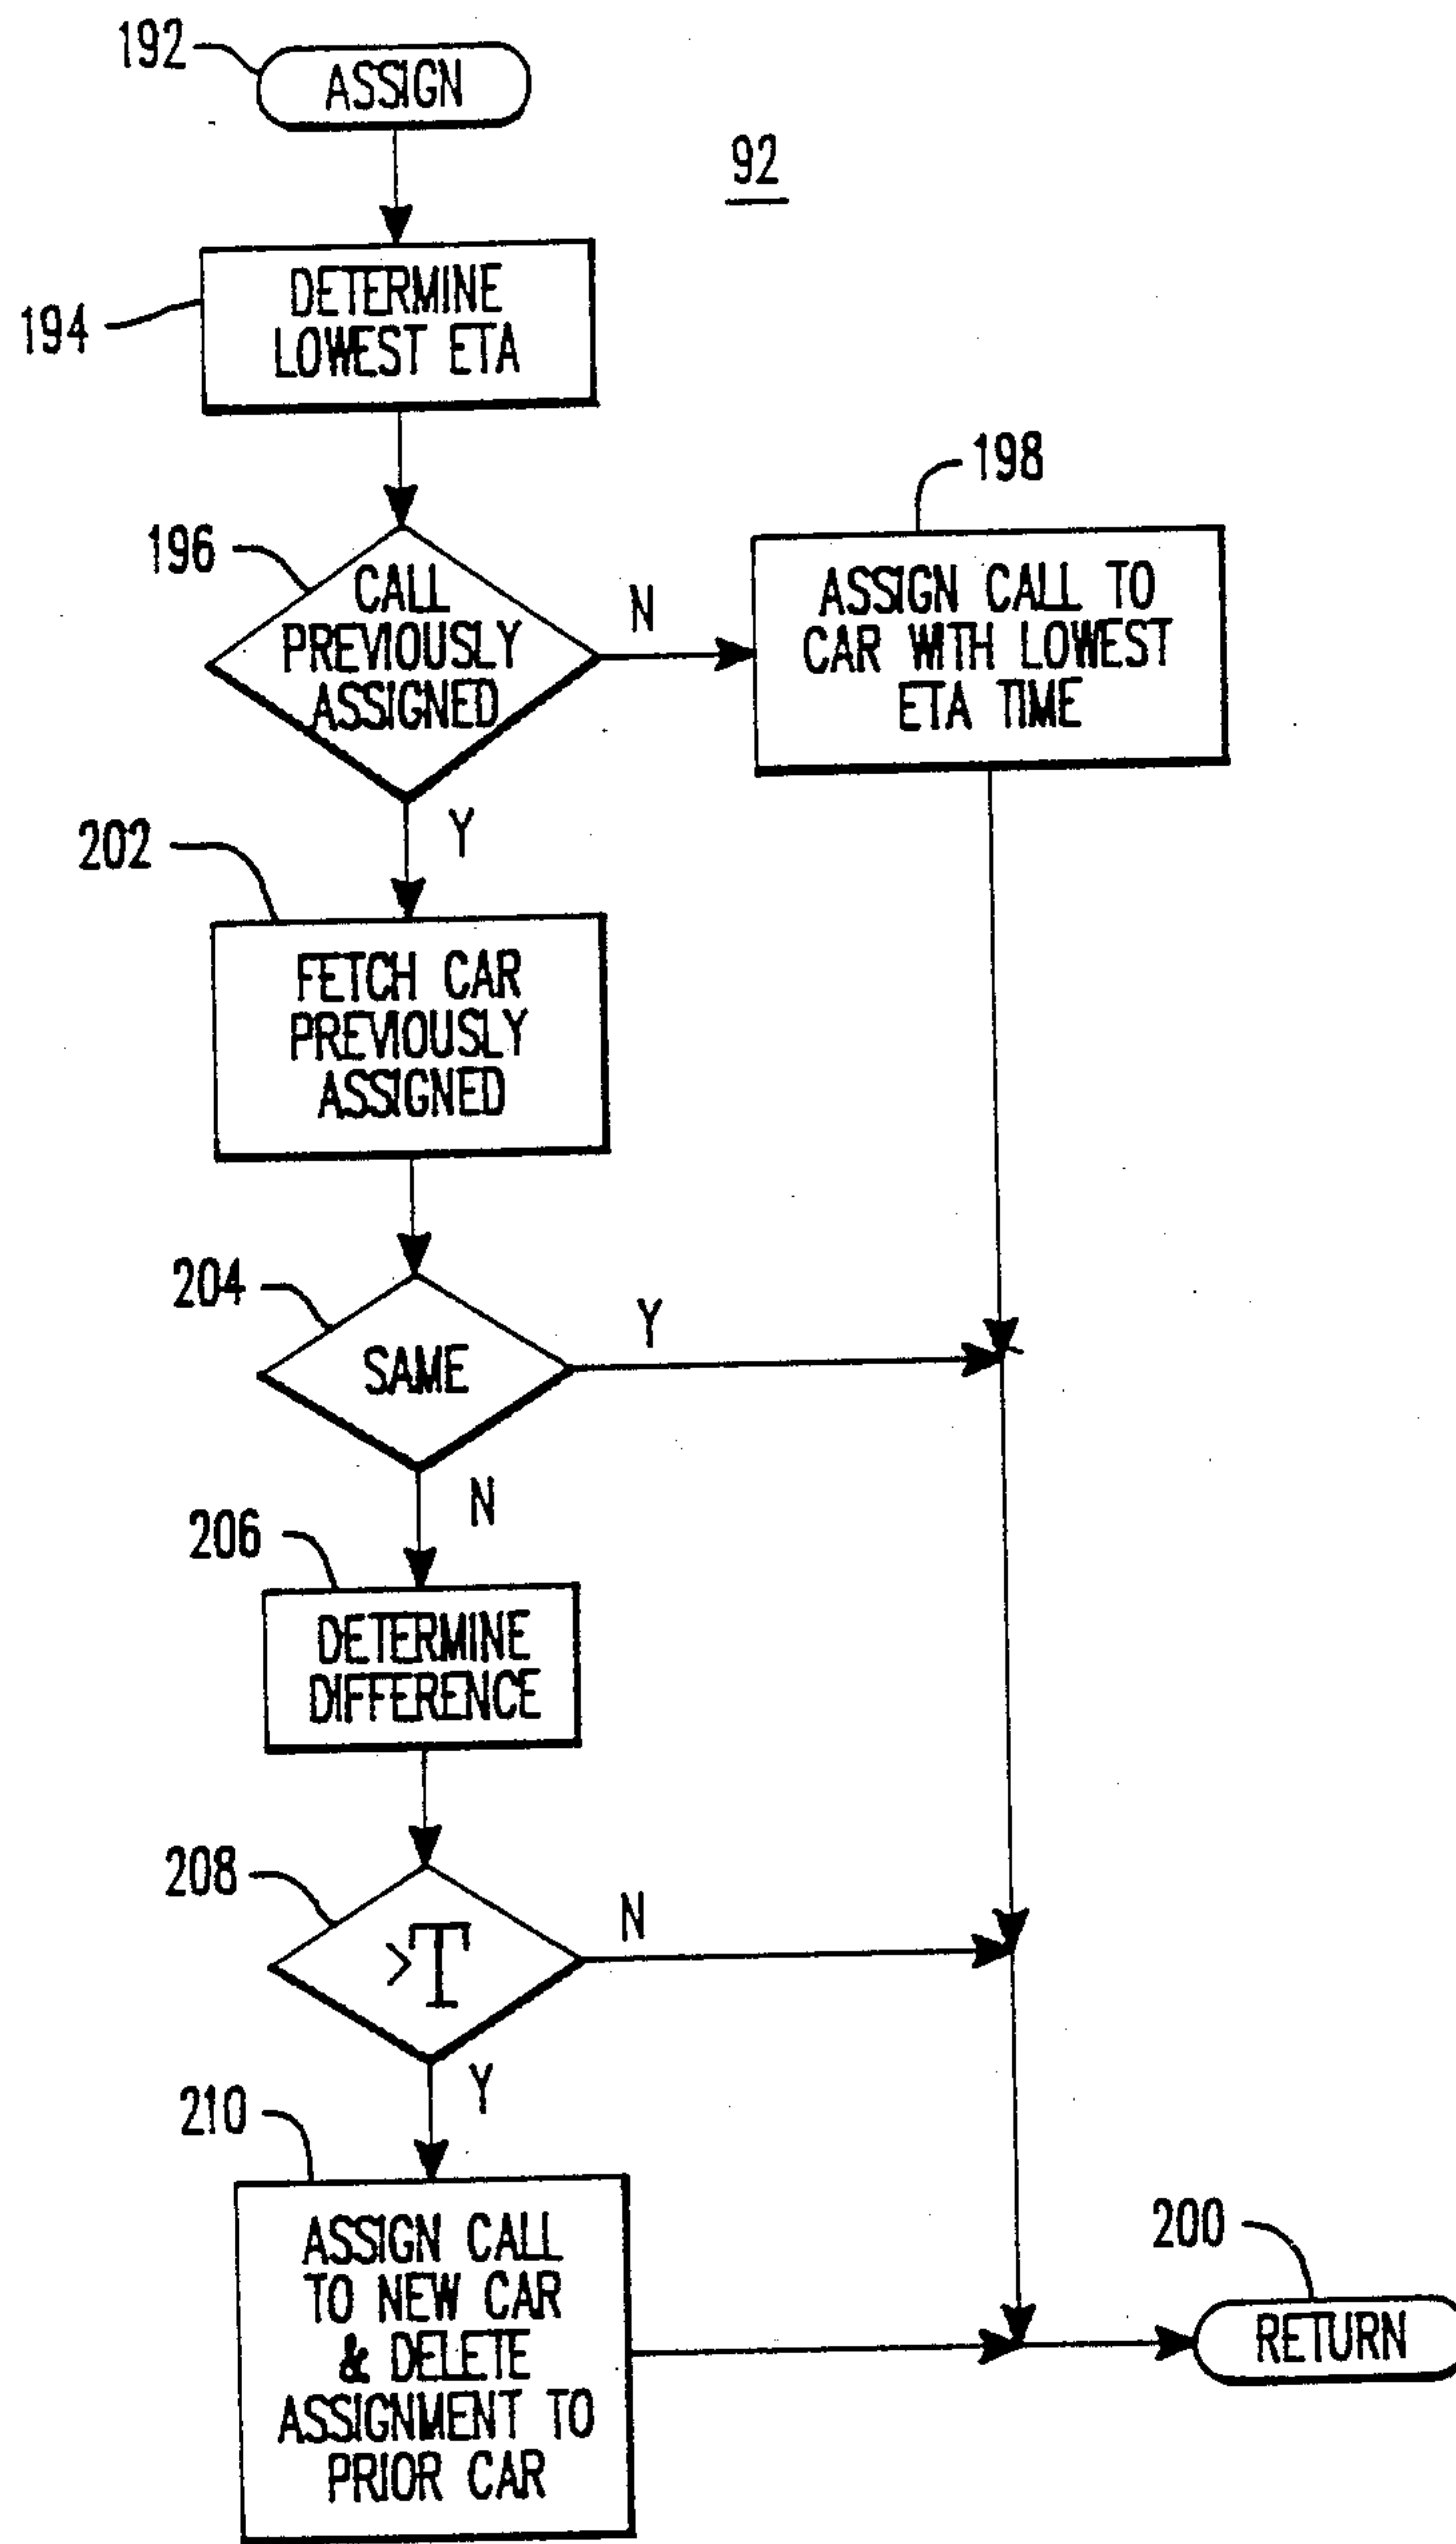 192
ASSIGN
92
194
DETERMINE
LOWEST ETA
196
CALL
PREVIOUSLY
ASSIGNED
N
198
ASSIGN CALL TO
CAR WITH LOWEST
ETA TIME
Y
202
FETCH CAR
PREVIOUSLY
ASSIGNED
204
SAME
Y
N
206
DETERMINE
DIFFERENCE
208
>T
N
Y
210
ASSIGN CALL
TO NEW CAR
& DELETE
ASSIGNMENT TO
PRIOR CAR
200
RETURN